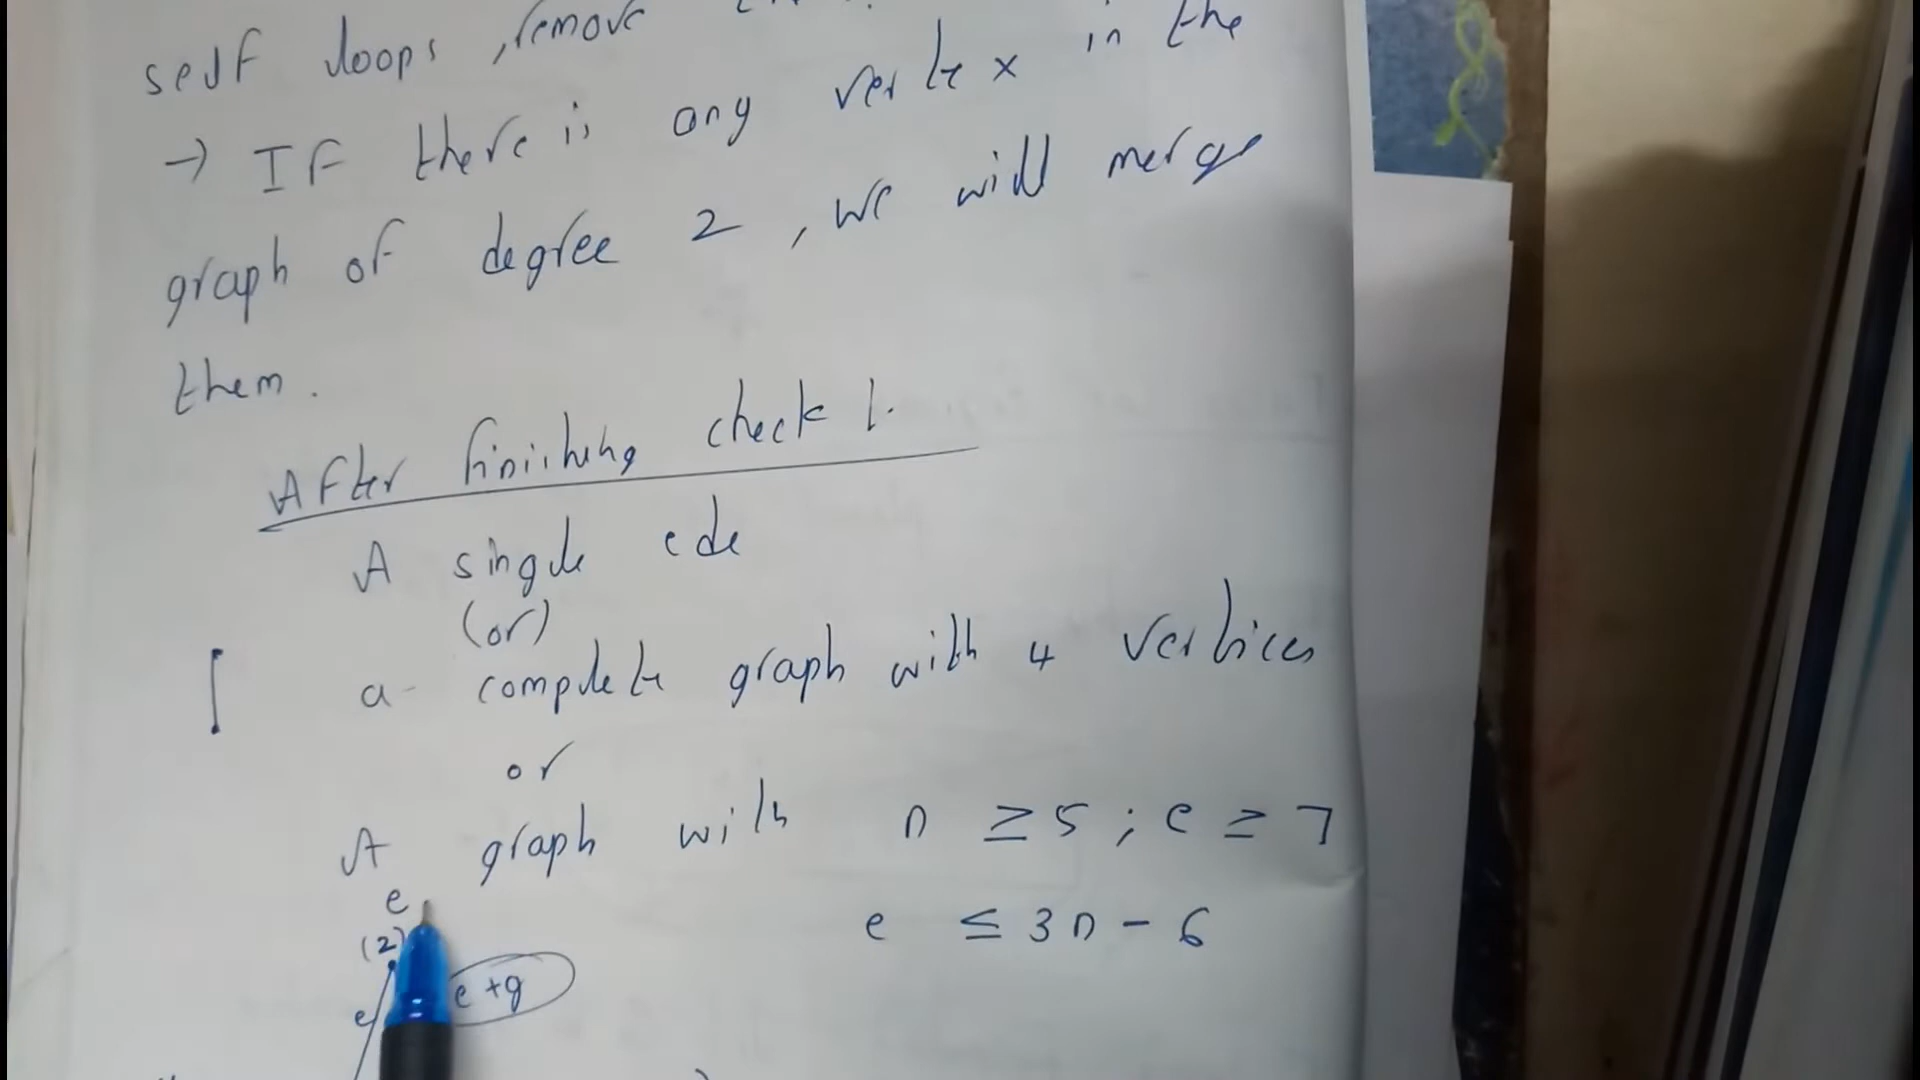 self loops, remove
→ IF there is any vertex in the
graph of degree 2, we will merge
them.
After finishing check 1.
A single ede
(or)
a complete graph with 4 vertices
or
A graph with n ≥ 5 ; e ≥ 7
e ≤ 3n - 6
e
(2)
e+g
e